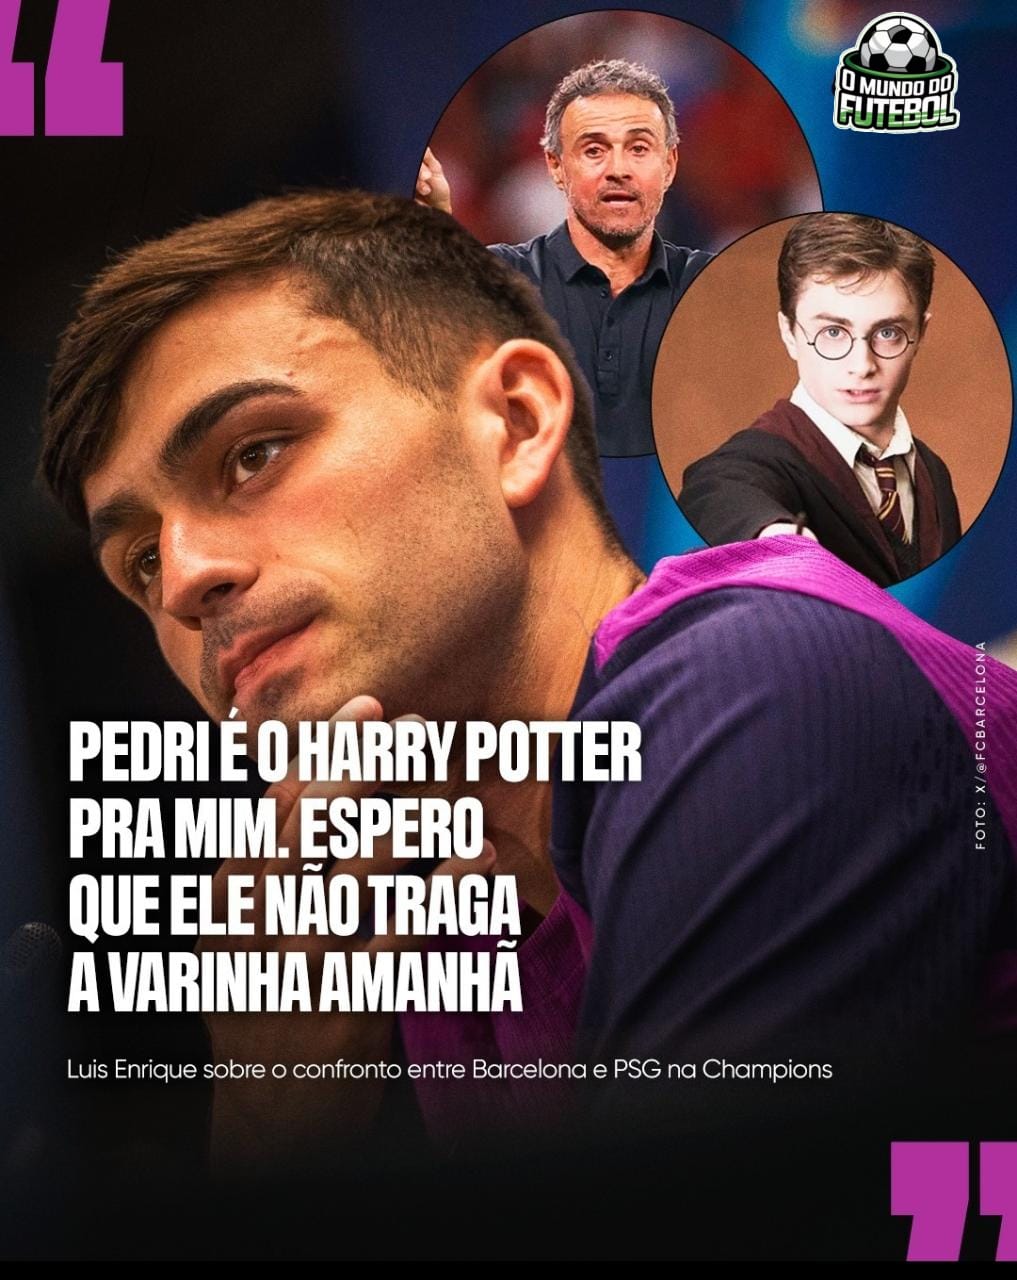 O MUNDO DO
FUTEBOL
PEDRI É O HARRY POTTER
PRA MIM. ESPERO
QUE ELE NÃO TRAGA
A VARINHA AMANHÃ
Luis Enrique sobre o confronto entre Barcelona e PSG na Champions
FOTO: X/@FCBARCELONA